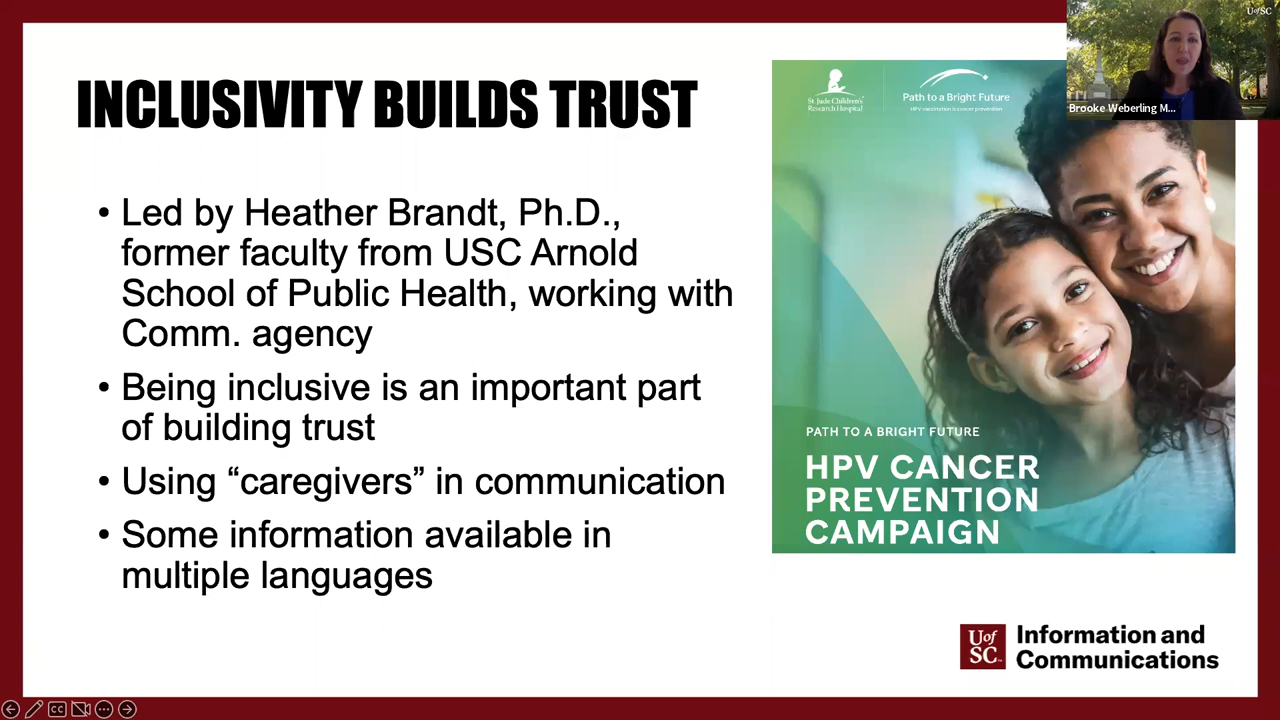 INCLUSIVITY BUILDS TRUST
• Led by Heather Brandt, Ph.D.,
former faculty from USC Arnold
School of Public Health, working with
Comm. agency
• Being inclusive is an important part
of building trust
• Using “caregivers” in communication
• Some information available in
multiple languages
St. Jude Children's
Research Hospital
Path to a Bright Future
HPV vaccination is cancer prevention
PATH TO A BRIGHT FUTURE
HPV CANCER
PREVENTION
CAMPAIGN
UofSC
Brooke Weberling M...
UofSC
Information and
Communications
CC